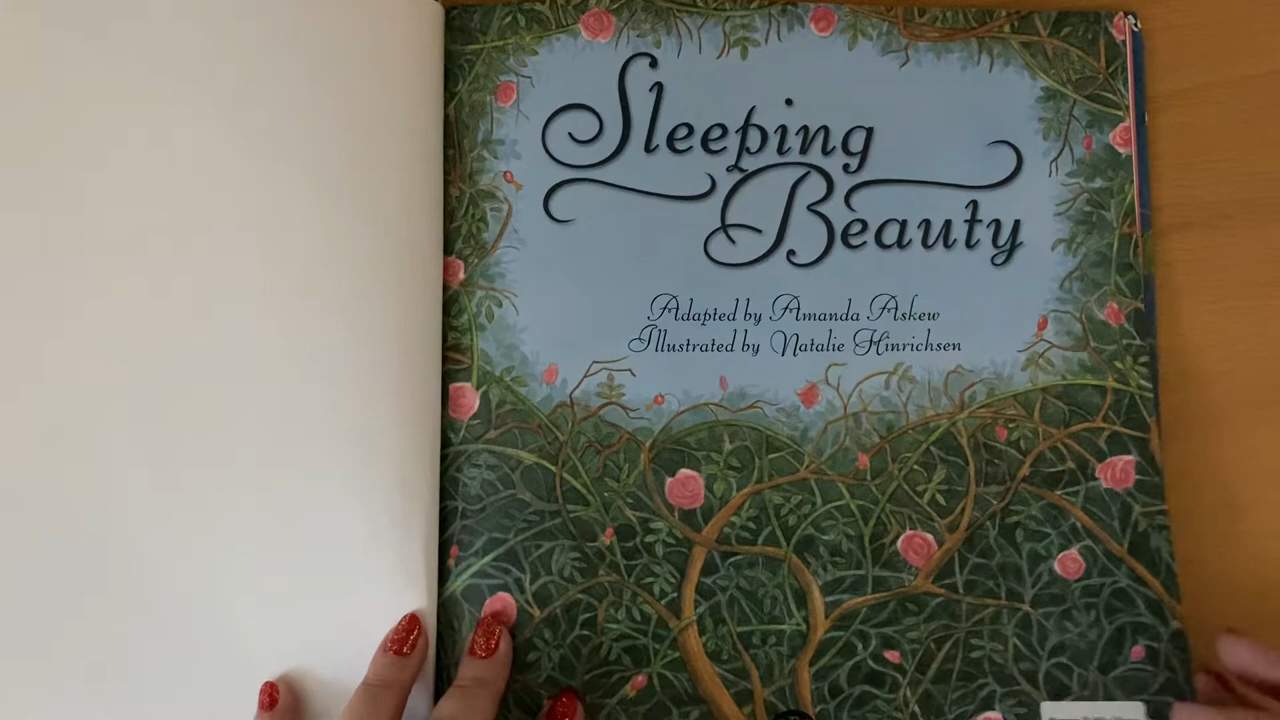 Sleeping
Beauty
Adapted by Amanda Askew
Illustrated by Natalie Hinrichsen